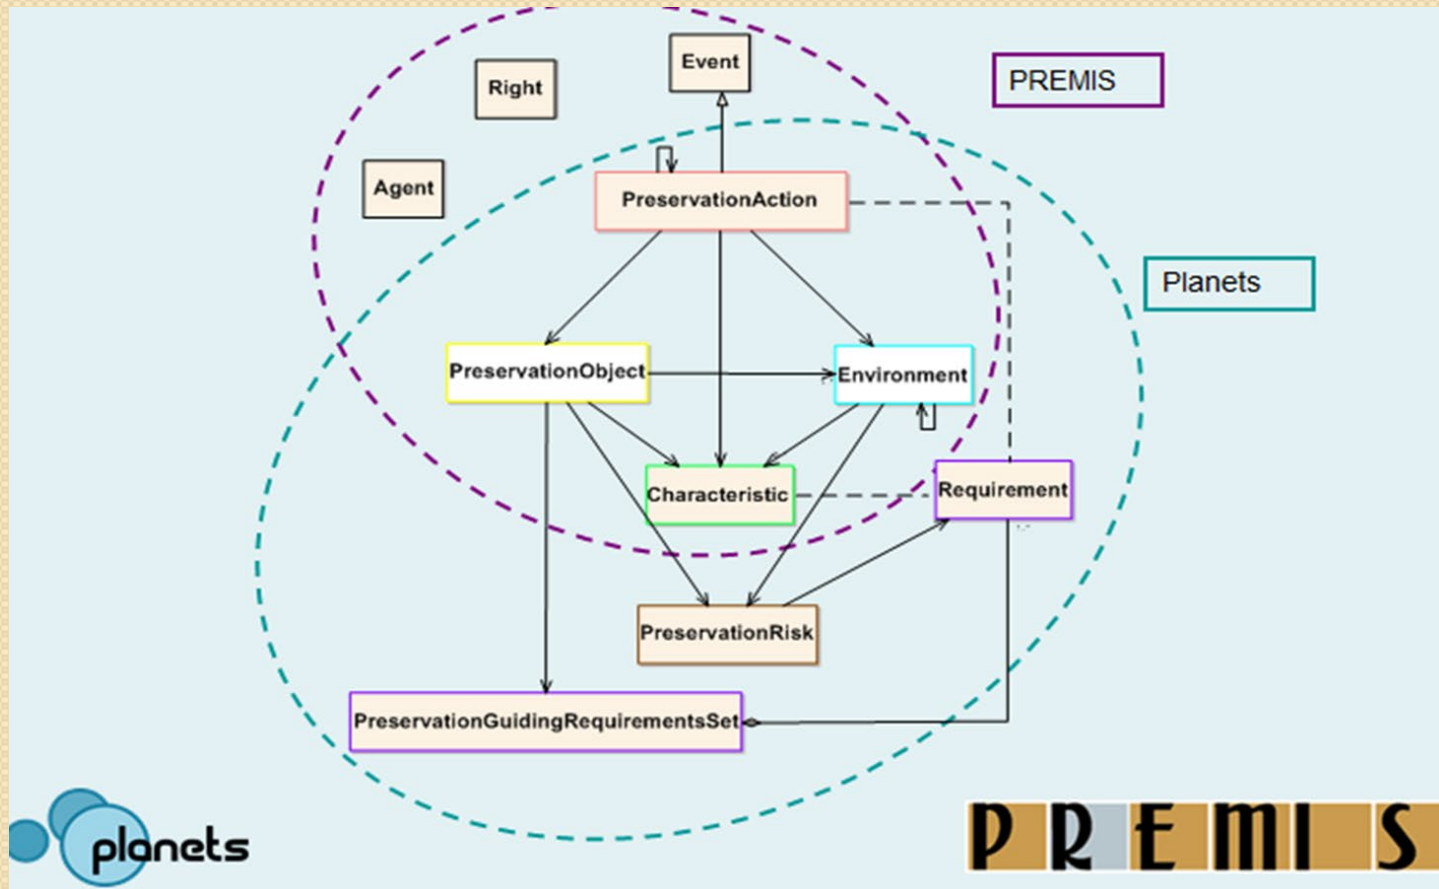 Event
PREMIS
Right
Agent
PreservationAction
Planets
PreservationObject
Environment
Characteristic
Requirement
PreservationRisk
PreservationGuidingRequirementsSet
planets
PREMIS